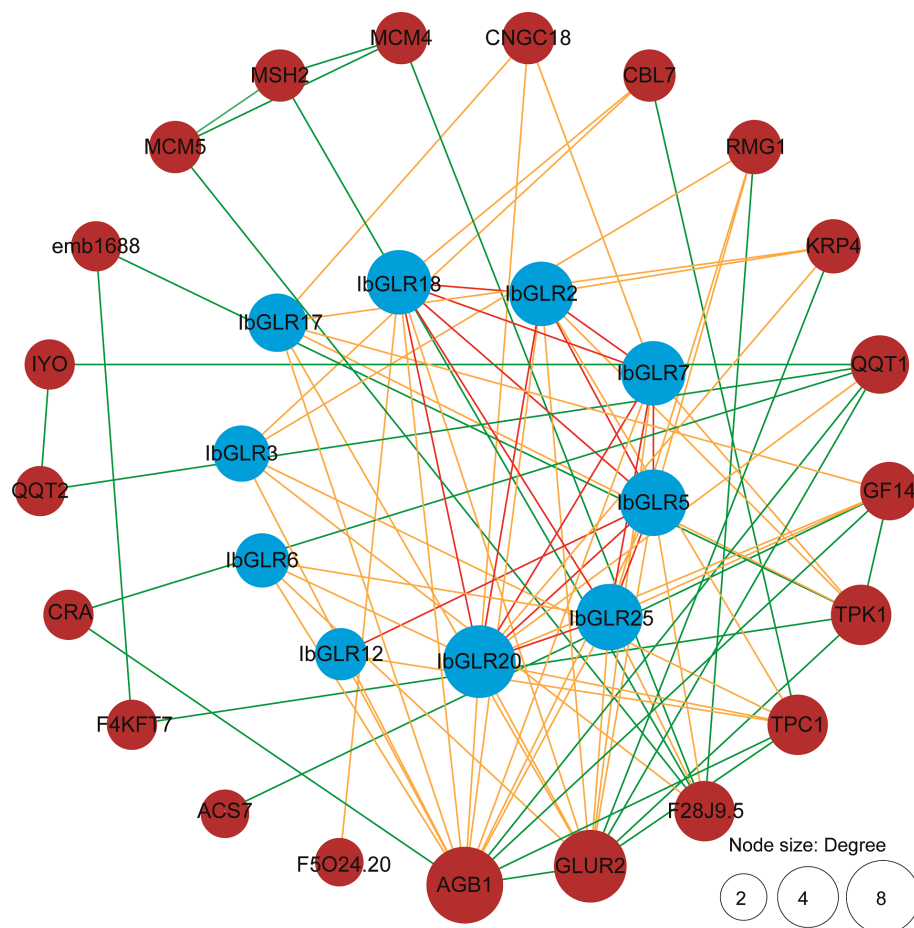 MCM4
CNGC18
MSH2
CBL7
MCM5
RMG1
emb1688
KRP4
IbGLR18
IbGLR2
IbGLR17
IYO
IbGLR7
QQT1
IbGLR3
QQT2
IbGLR5
GF14
IbGLR6
CRA
IbGLR25
TPK1
IbGLR12
IbGLR20
F4KFT7
TPC1
ACS7
F28J9.5
F5O24.20
AGB1
GLUR2
Node size: Degree
2
4
8